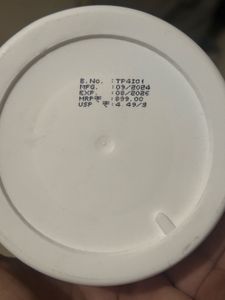 B.No. :TP4I01
MFG. :09/2024
EXP. :08/2026
MRP₹ :899.00
USP ₹:4.49/g